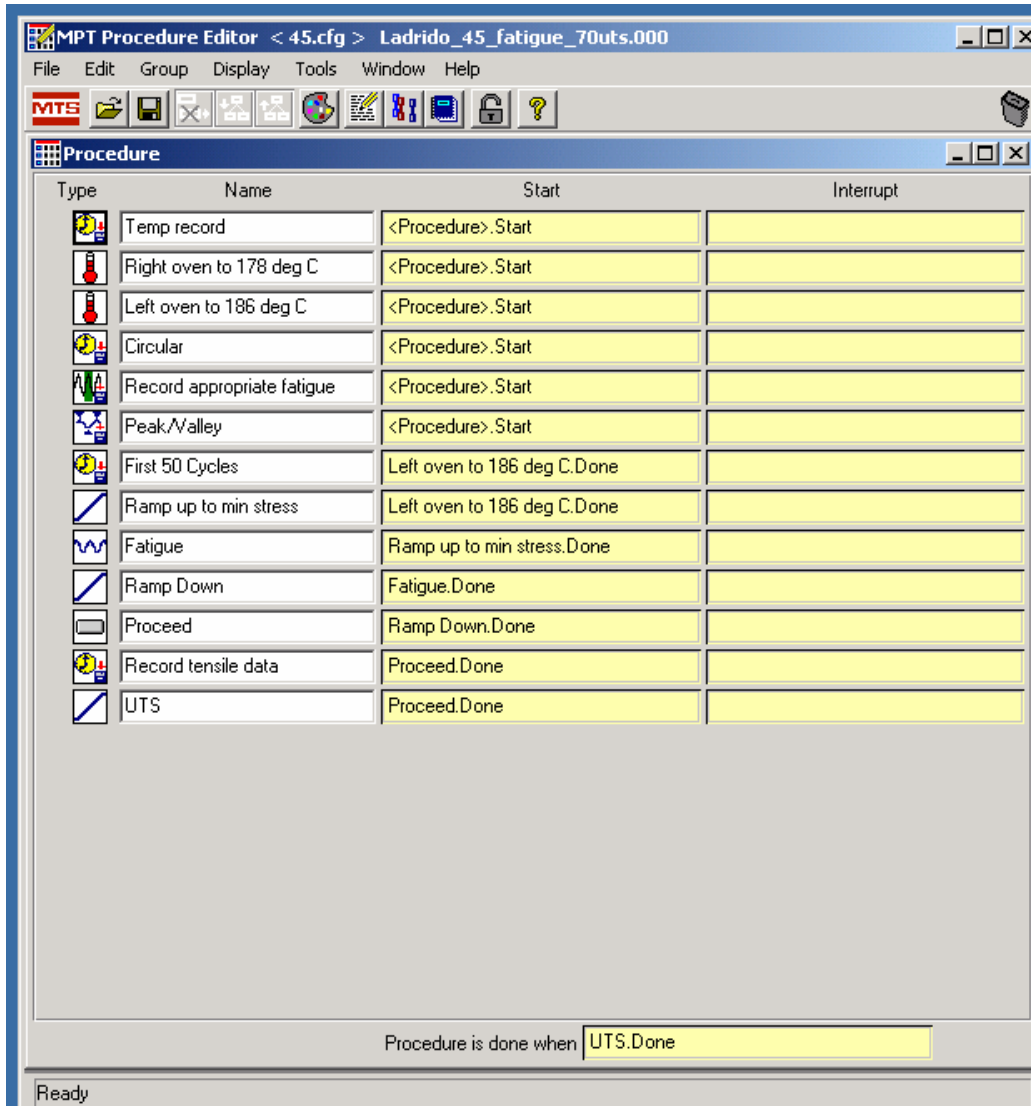 MPT Procedure Editor < 45.cfg > Ladrido_45_fatigue_70uts.000
File Edit Group Display Tools Window Help
MTS
Procedure
Type Name Start Interrupt
Temp record <Procedure>.Start
Right oven to 178 deg C <Procedure>.Start
Left oven to 186 deg C <Procedure>.Start
Circular <Procedure>.Start
Record appropriate fatigue <Procedure>.Start
Peak/Valley <Procedure>.Start
First 50 Cycles Left oven to 186 deg C.Done
Ramp up to min stress Left oven to 186 deg C.Done
Fatigue Ramp up to min stress.Done
Ramp Down Fatigue.Done
Proceed Ramp Down.Done
Record tensile data Proceed.Done
UTS Proceed.Done
Procedure is done when UTS.Done
Ready